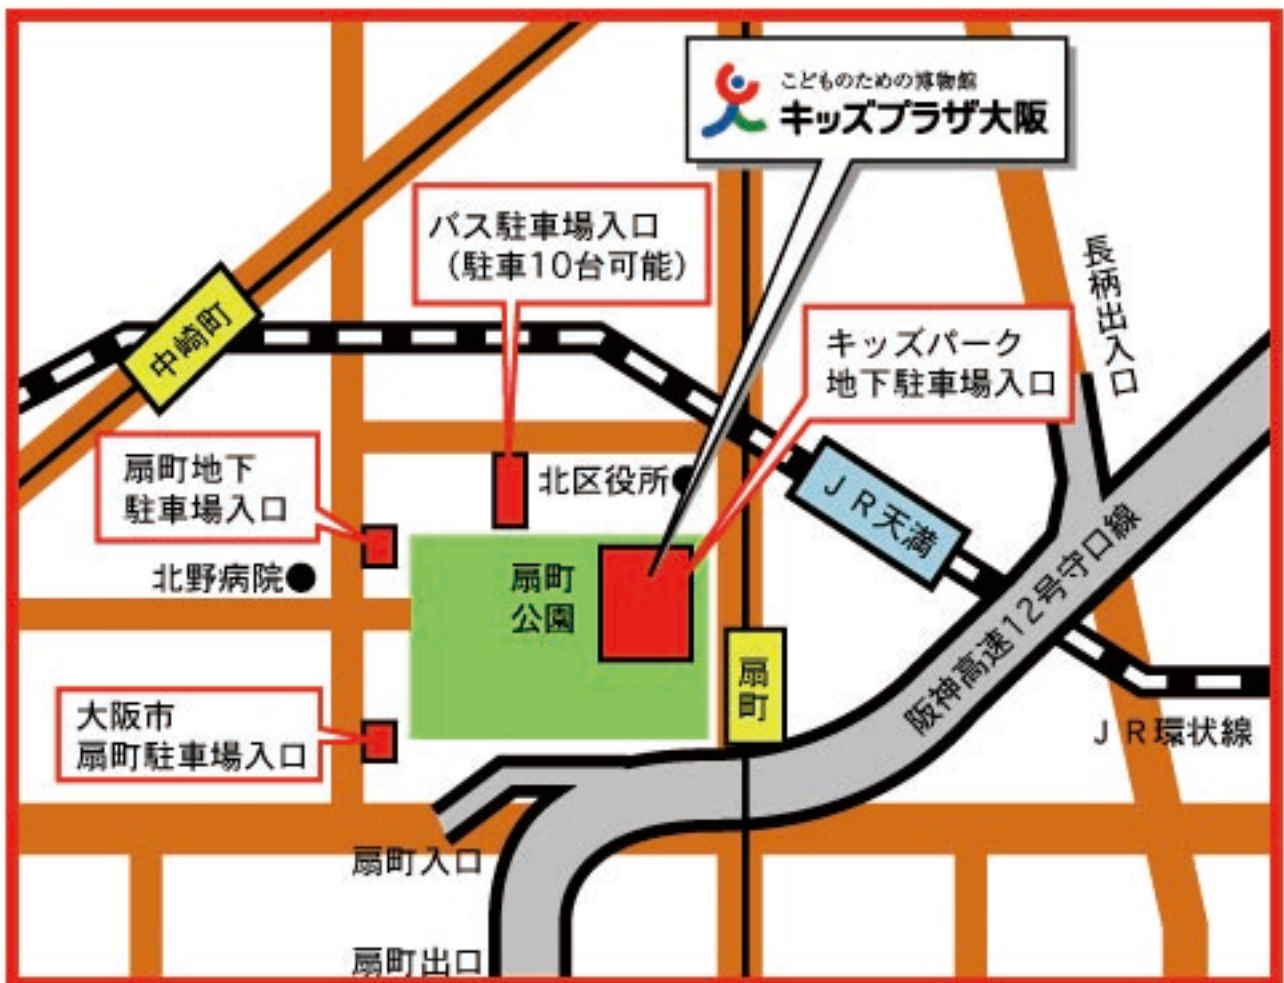 こどものための博物館
キッズプラザ大阪
バス駐車場入口
（駐車10台可能）
長柄出入口
中崎町
キッズパーク
地下駐車場入口
扇町地下
駐車場入口
北区役所
JR天満
北野病院
扇町
公園
阪神高速12号守口線
扇町
大阪市
扇町駐車場入口
JR環状線
扇町入口
扇町出口